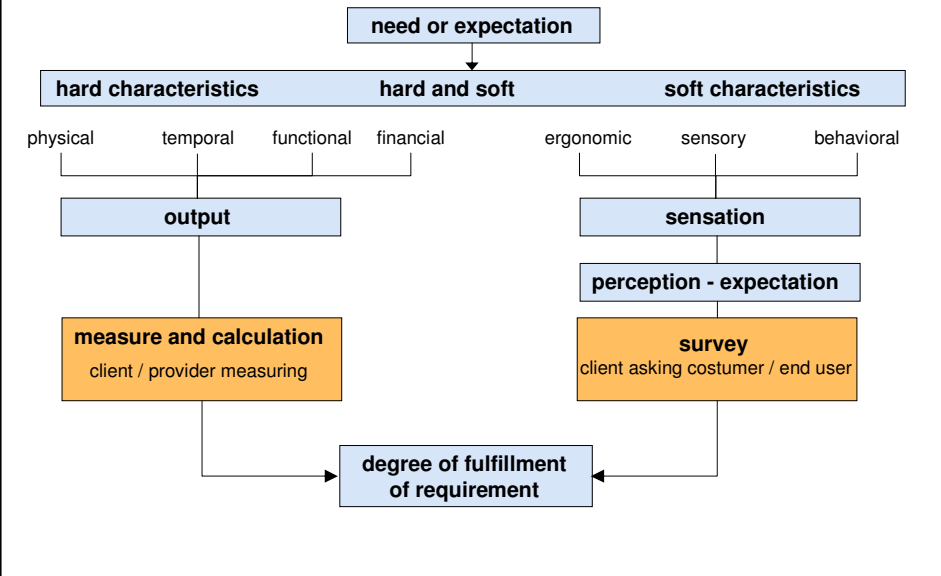 need or expectation
hard characteristics hard and soft soft characteristics
physical temporal functional financial ergonomic sensory behavioral
output sensation
perception - expectation
measure and calculation
client / provider measuring
survey
client asking costumer / end user
degree of fulfillment
of requirement